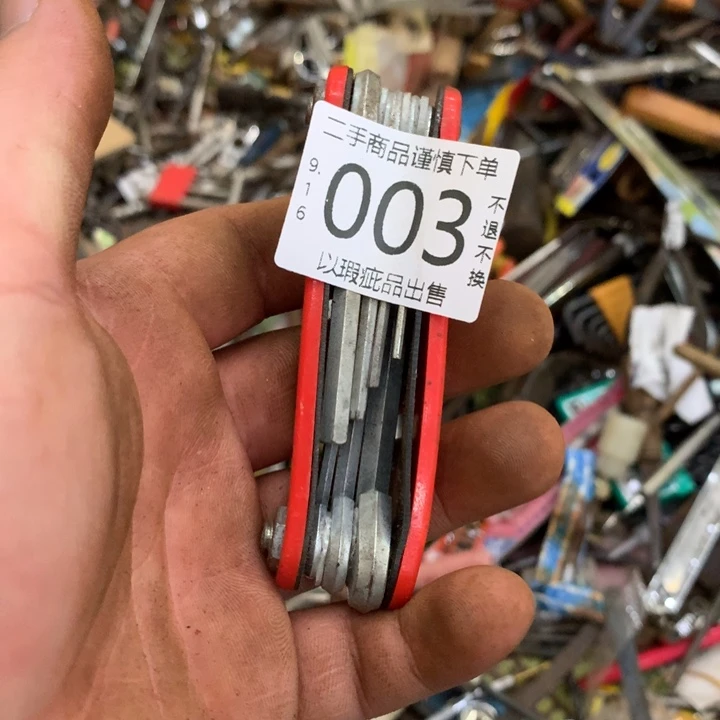 二手商品谨慎下单
9.16
003
不退不换
以瑕疵品出售